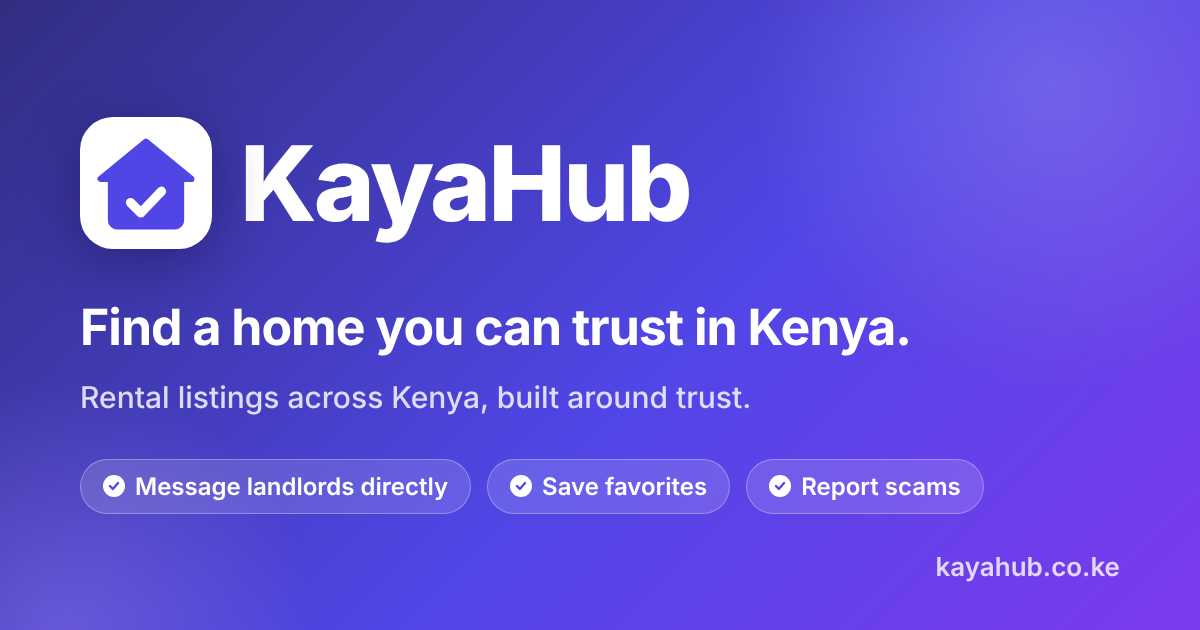 KayaHub
Find a home you can trust in Kenya.
Rental listings across Kenya, built around trust.
Message landlords directly
Save favorites
Report scams
kayahub.co.ke